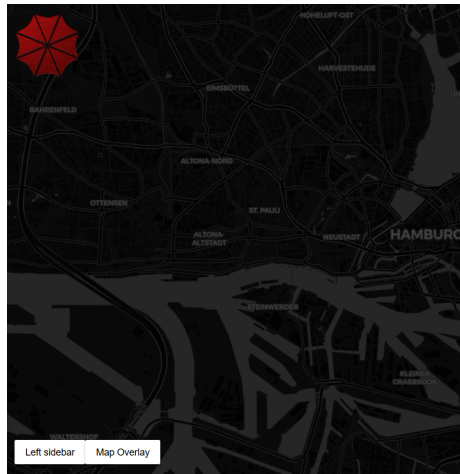 HOHELUFT-OST
HARVESTEHUDE
EIMSBÜTTEL
BAHRENFELD
ALTONA-NORD
OTTENSEN
ST. PAULI
ALTONA-
ALTSTADT
NEUSTADT
HAMBURG
STEINWERDER
KLEINER
GRASBROOK
WALTERSHOF
Left sidebar
Map Overlay